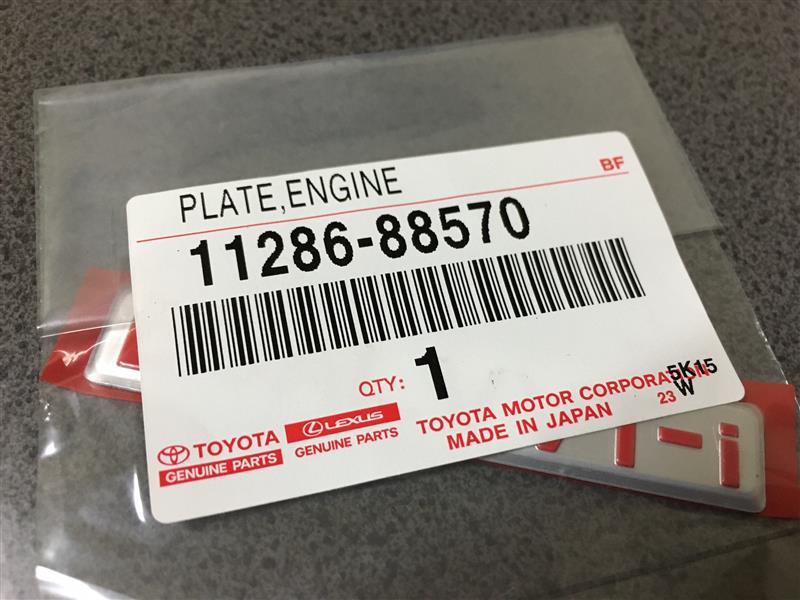 PLATE,ENGINE
BF
11286-88570
QTY: 1
5K15
W
TOYOTA
GENUINE PARTS
LEXUS
GENUINE PARTS
TOYOTA MOTOR CORPORATION
MADE IN JAPAN
23
T-i